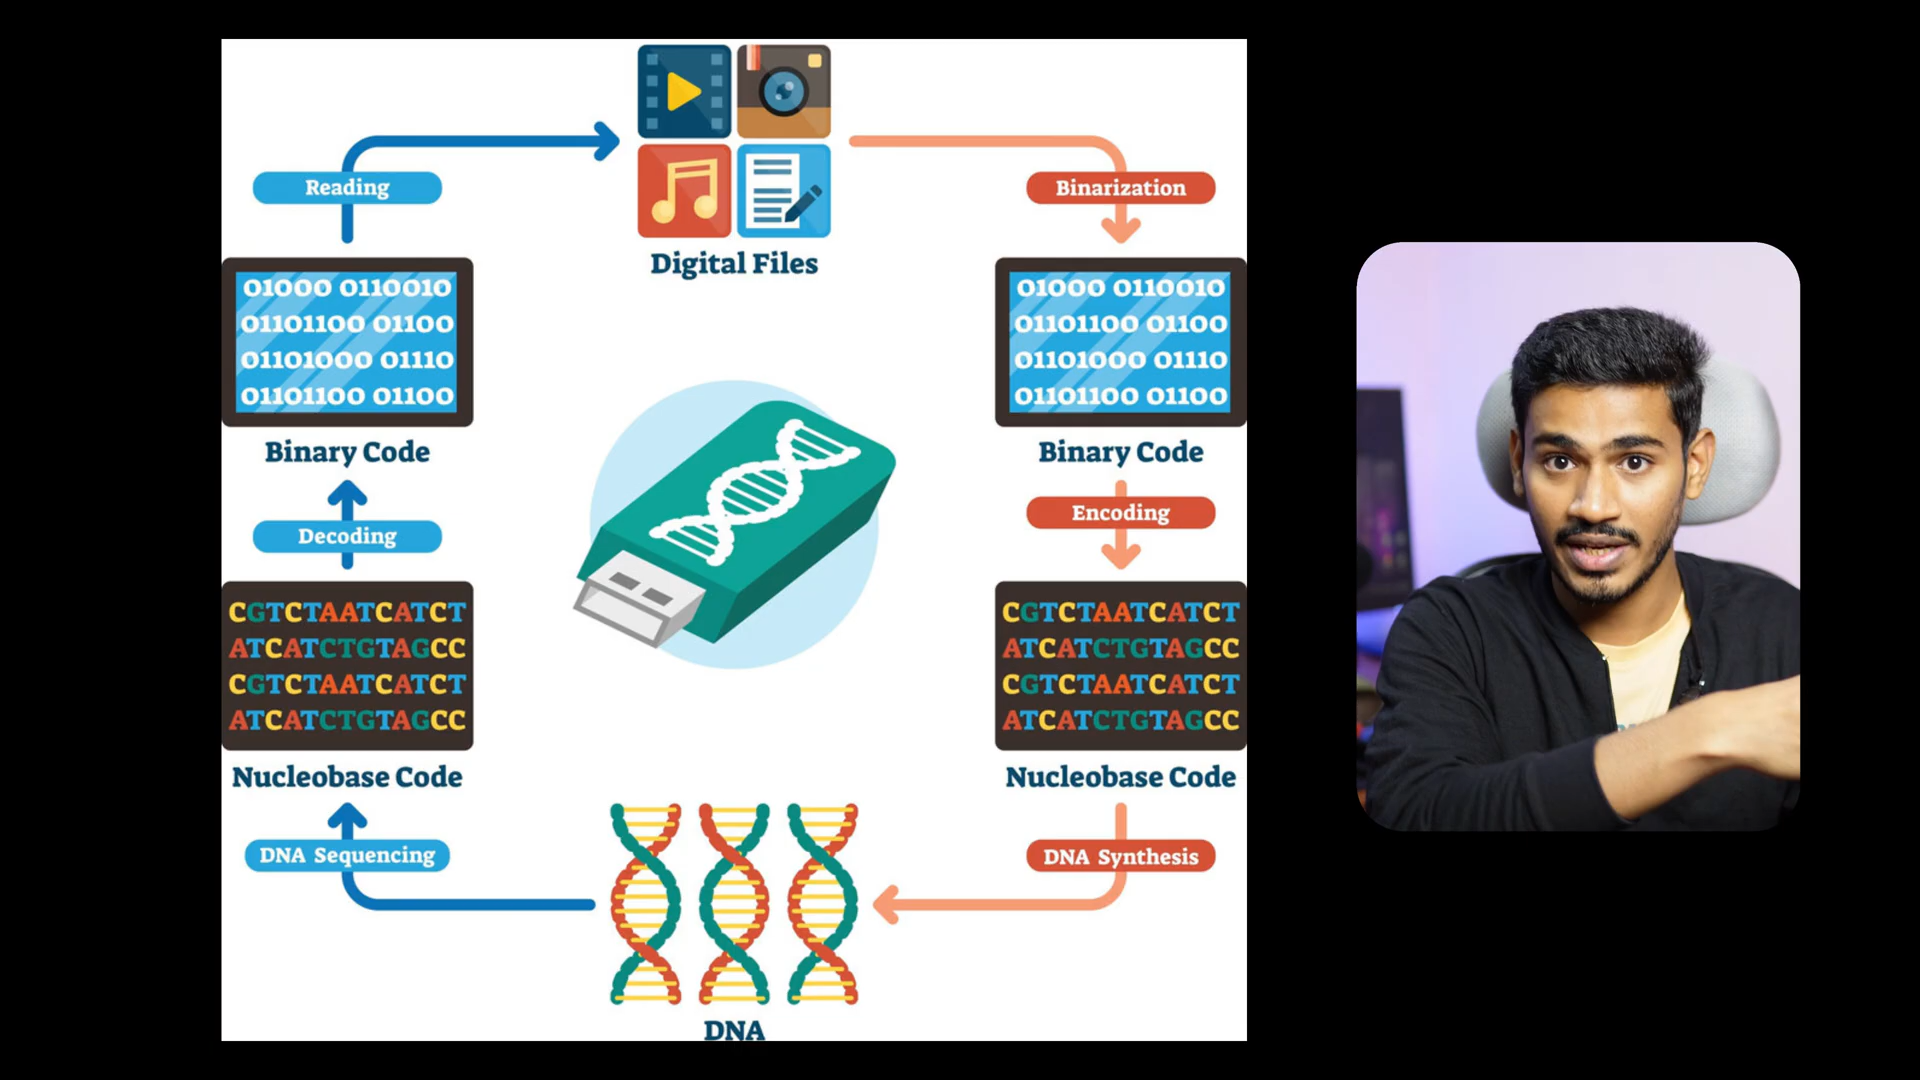 Digital Files
Reading
Binarization
01000 0110010
01101100 01100
01101000 01110
01101100 01100
Binary Code
01000 0110010
01101100 01100
01101000 01110
01101100 01100
Binary Code
Decoding
Encoding
CGTCTAATCATCT
ATCATCTGTAGCC
CGTCTAATCATCT
ATCATCTGTAGCC
Nucleobase Code
CGTCTAATCATCT
ATCATCTGTAGCC
CGTCTAATCATCT
ATCATCTGTAGCC
Nucleobase Code
DNA Sequencing
DNA Synthesis
DNA